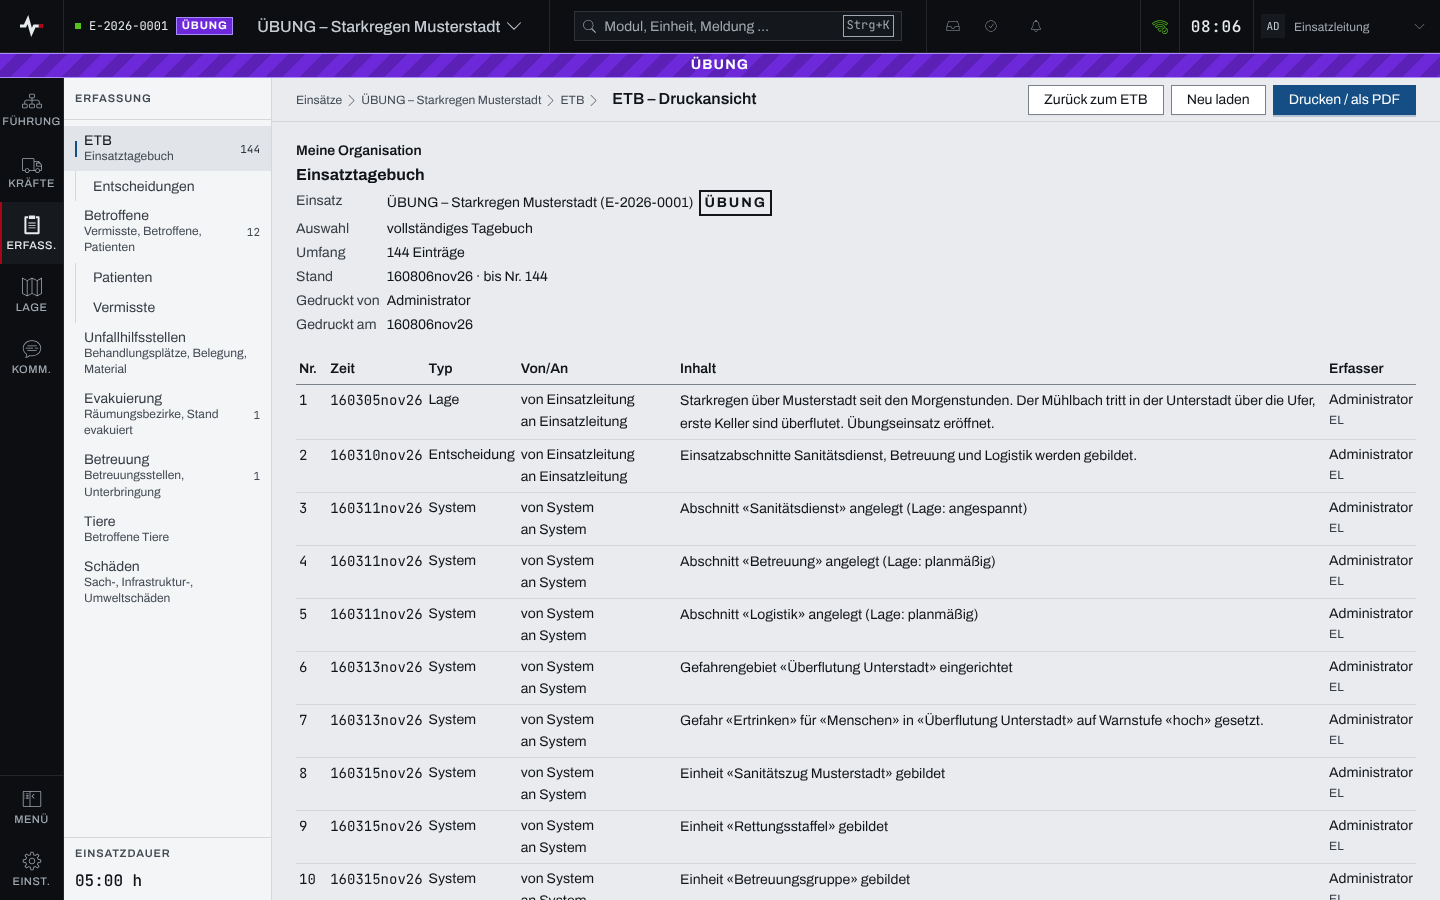 E-2026-0001 ÜBUNG ÜBUNG – Starkregen Musterstadt Modul, Einheit, Meldung ... Strg+K 08:06 AD Einsatzleitung
ÜBUNG
FÜHRUNG
KRÄFTE
ERFASS.
LAGE
KOMM.
MENÜ
EINST.
ERFASSUNG
ETB
Einsatztagebuch
144
Entscheidungen
Betroffene
Vermisste, Betroffene,
Patienten
12
Patienten
Vermisste
Unfallhilfsstellen
Behandlungsplätze, Belegung,
Material
Evakuierung
Räumungsbezirke, Stand
evakuiert
1
Betreuung
Betreuungsstellen,
Unterbringung
1
Tiere
Betroffene Tiere
Schäden
Sach-, Infrastruktur-,
Umweltschäden
EINSATZDAUER
05:00 h
Einsätze ÜBUNG – Starkregen Musterstadt ETB ETB – Druckansicht
Zurück zum ETB Neu laden Drucken / als PDF
Meine Organisation
Einsatztagebuch
Einsatz ÜBUNG – Starkregen Musterstadt (E-2026-0001) ÜBUNG
Auswahl vollständiges Tagebuch
Umfang 144 Einträge
Stand 160806nov26 · bis Nr. 144
Gedruckt von Administrator
Gedruckt am 160806nov26
Nr. Zeit Typ Von/An Inhalt Erfasser
1 160305nov26 Lage von Einsatzleitung Starkregen über Musterstadt seit den Morgenstunden. Der Mühlbach tritt in der Unterstadt über die Ufer, Administrator
an Einsatzleitung erste Keller sind überflutet. Übungseinsatz eröffnet. EL
2 160310nov26 Entscheidung von Einsatzleitung Einsatzabschnitte Sanitätsdienst, Betreuung und Logistik werden gebildet. Administrator
an Einsatzleitung EL
3 160311nov26 System von System Abschnitt «Sanitätsdienst» angelegt (Lage: angespannt) Administrator
an System EL
4 160311nov26 System von System Abschnitt «Betreuung» angelegt (Lage: planmäßig) Administrator
an System EL
5 160311nov26 System von System Abschnitt «Logistik» angelegt (Lage: planmäßig) Administrator
an System EL
6 160313nov26 System von System Gefahrengebiet «Überflutung Unterstadt» eingerichtet Administrator
an System EL
7 160313nov26 System von System Gefahr «Ertrinken» für «Menschen» in «Überflutung Unterstadt» auf Warnstufe «hoch» gesetzt. Administrator
an System EL
8 160315nov26 System von System Einheit «Sanitätszug Musterstadt» gebildet Administrator
an System EL
9 160315nov26 System von System Einheit «Rettungsstaffel» gebildet Administrator
an System EL
10 160315nov26 System von System Einheit «Betreuungsgruppe» gebildet Administrator
an System EL